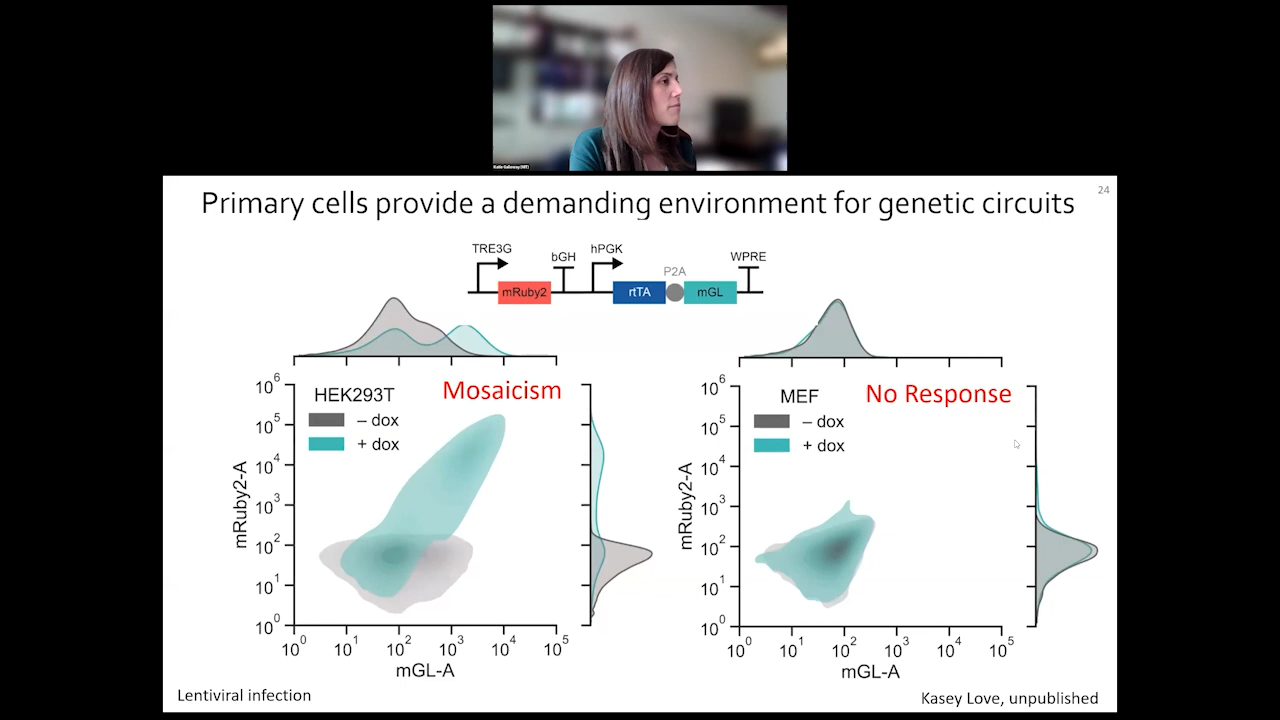 Katie Galloway (MIT)
24
Primary cells provide a demanding environment for genetic circuits
TRE3G
bGH
hPGK
WPRE
P2A
mRuby2
rtTA
mGL
HEK293T
Mosaicism
– dox
+ dox
mRuby2-A
10^6
10^5
10^4
10^3
10^2
10^1
10^0
10^0 10^1 10^2 10^3 10^4 10^5
mGL-A
MEF
No Response
– dox
+ dox
mRuby2-A
10^6
10^5
10^4
10^3
10^2
10^1
10^0
10^0 10^1 10^2 10^3 10^4 10^5
mGL-A
Lentiviral infection
Kasey Love, unpublished